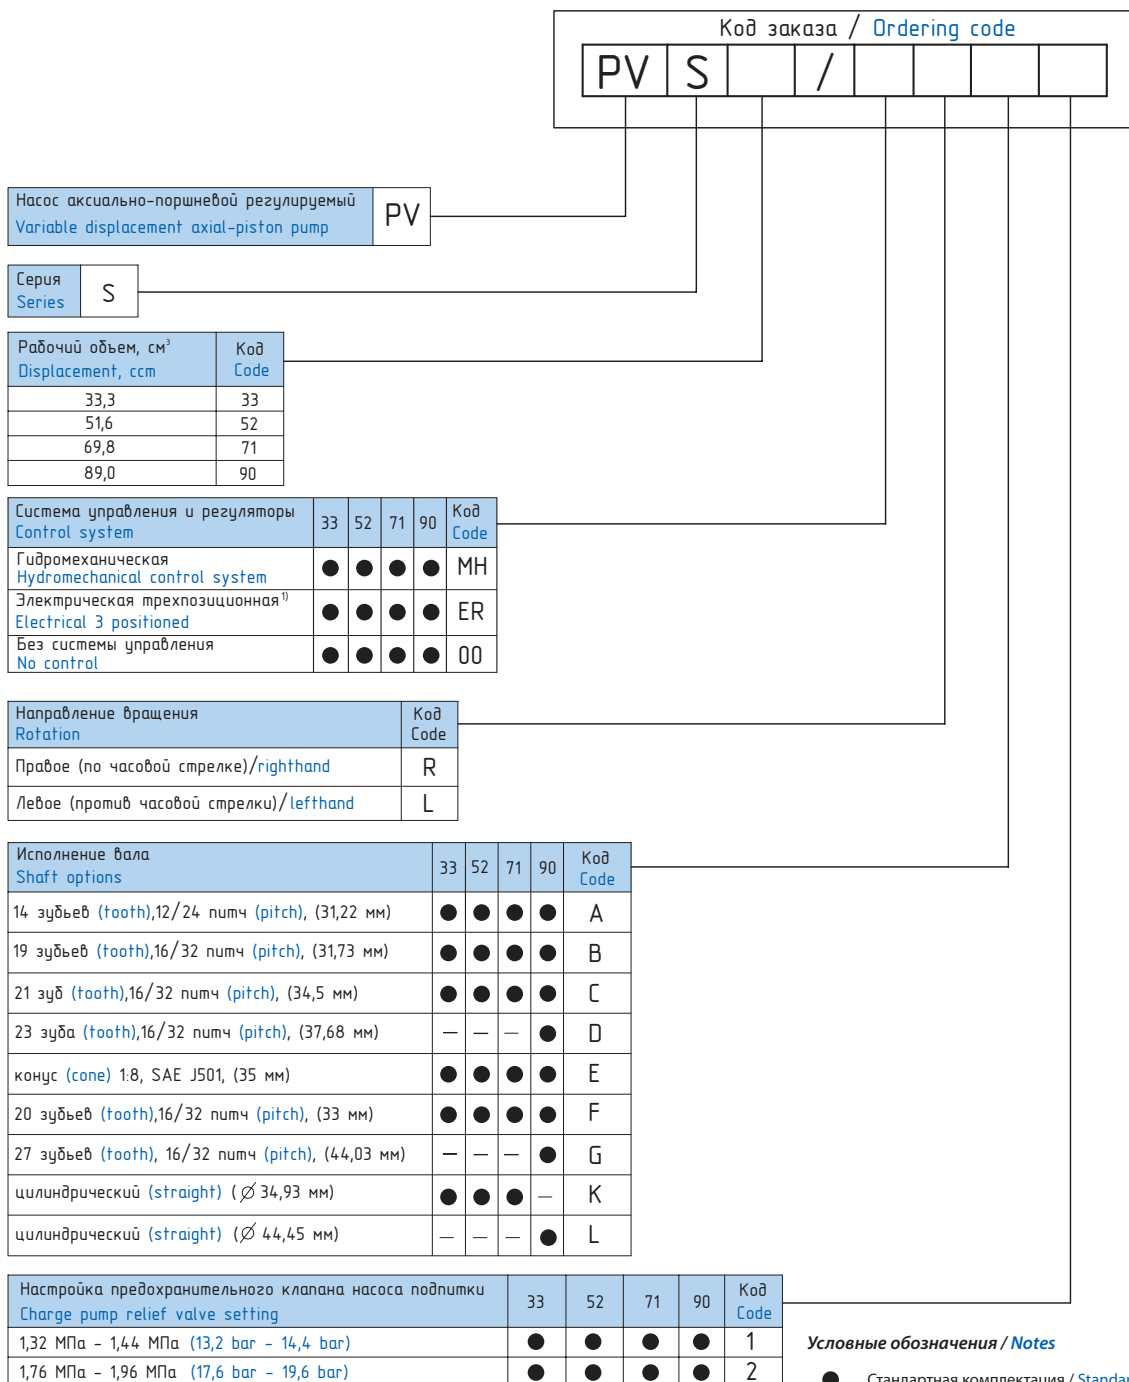 Код заказа / Ordering code
PV S /
Насос аксиально-поршневой регулируемый PV
Variable displacement axial-piston pump
Серия S
Series
Рабочий объем, см³ Код
Displacement, ccm Code
33,3 33
51,6 52
69,8 71
89,0 90
Система управления и регуляторы 33 52 71 90 Код
Control system Code
Гидромеханическая ● ● ● ● MH
Hydromechanical control system
Электрическая трехпозиционная¹⁾ ● ● ● ● ER
Electrical 3 positioned
Без системы управления ● ● ● ● 00
No control
Направление вращения Код
Rotation Code
Правое (по часовой стрелке)/righthand R
Левое (против часовой стрелки)/lefthand L
Исполнение вала 33 52 71 90 Код
Shaft options Code
14 зубьев (tooth),12/24 питч (pitch), (31,22 мм) ● ● ● ● A
19 зубьев (tooth),16/32 питч (pitch), (31,73 мм) ● ● ● ● B
21 зуб (tooth),16/32 питч (pitch), (34,5 мм) ● ● ● ● C
23 зуба (tooth),16/32 питч (pitch), (37,68 мм) – – – ● D
конус (cone) 1:8, SAE J501, (35 мм) ● ● ● ● E
20 зубьев (tooth),16/32 питч (pitch), (33 мм) ● ● ● ● F
27 зубьев (tooth), 16/32 питч (pitch), (44,03 мм) – – – ● G
цилиндрический (straight) (∅ 34,93 мм) ● ● ● – K
цилиндрический (straight) (∅ 44,45 мм) – – – ● L
Настройка предохранительного клапана насоса подпитки 33 52 71 90 Код
Charge pump relief valve setting Code
1,32 МПа - 1,44 МПа (13,2 bar - 14,4 bar) ● ● ● ● 1
1,76 МПа - 1,96 МПа (17,6 bar - 19,6 bar) ● ● ● ● 2
Условные обозначения / Notes
● Стандартная комплектация /